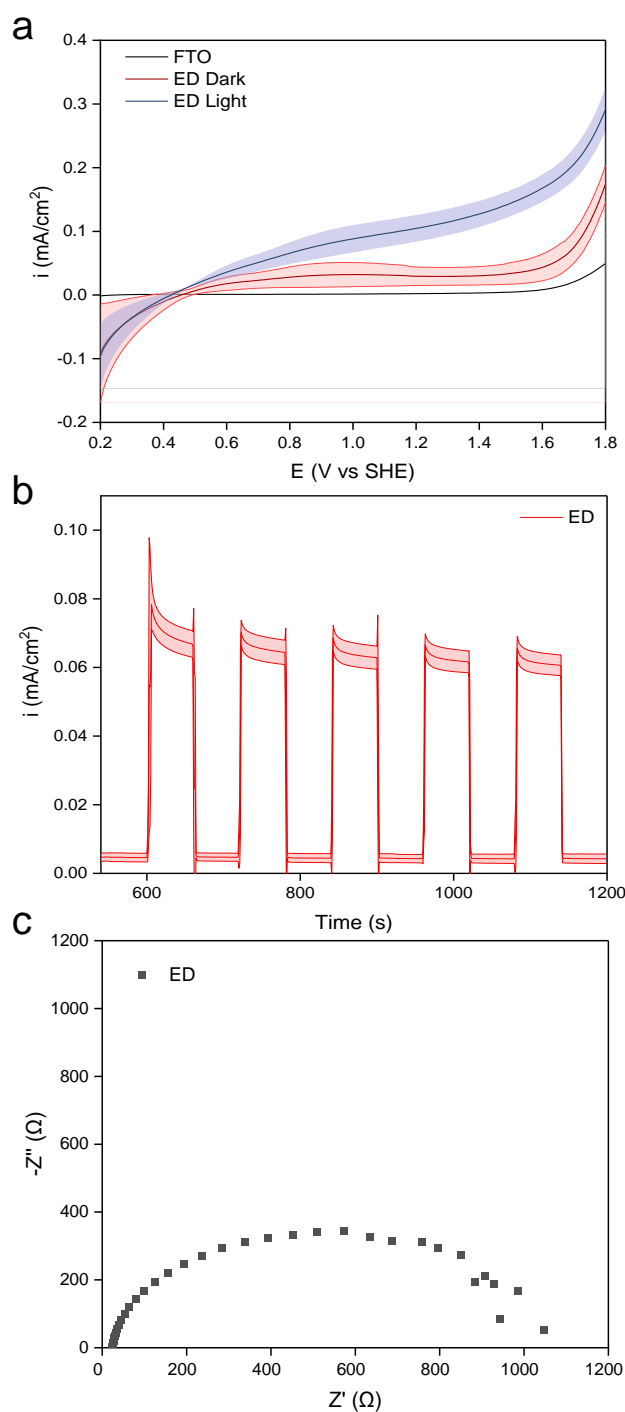 a
0.4
FTO
ED Dark
ED Light
0.3
0.2
i (mA/cm²)
0.1
0.0
-0.1
-0.2
0.2 0.4 0.6 0.8 1.0 1.2 1.4 1.6 1.8
E (V vs SHE)
b
ED
0.10
0.08
i (mA/cm²)
0.06
0.04
0.02
0.00
600 800 1000 1200
Time (s)
c
1200
ED
1000
800
-Z'' (Ω)
600
400
200
0
0 200 400 600 800 1000 1200
Z' (Ω)